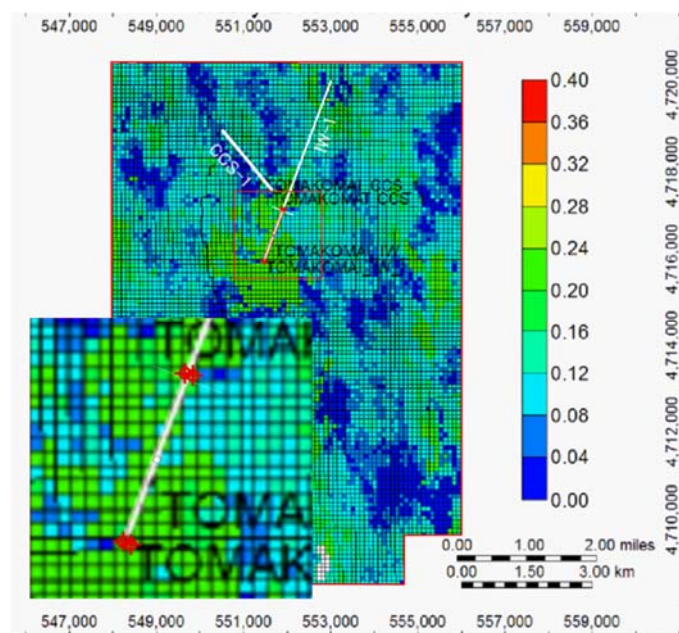 547,000 549,000 551,000 553,000 555,000 557,000 559,000
0.40
0.36
0.32
0.28
0.24
0.20
0.16
0.12
0.08
0.04
0.00
4,720,000
4,718,000
4,716,000
4,714,000
4,712,000
4,710,000
IW-1
CCS-1
TOMAKOMAI_CCS
TOMAKOMAI_CCS
TOMAKOMAI_IW
TOMAKOMAI_IW
TOMAI
TOMA
TOMAK
0.00 1.00 2.00 miles
0.00 1.50 3.00 km
547,000 549,000 551,000 553,000 555,000 557,000 559,000